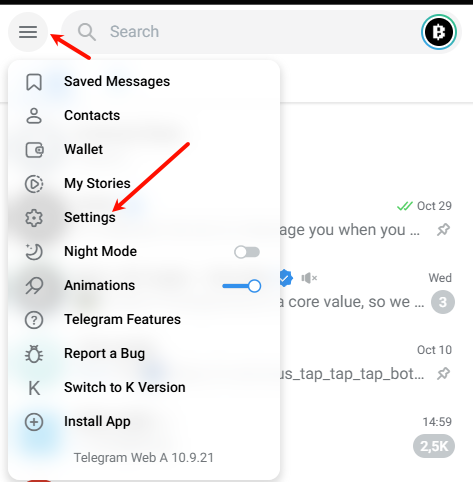 Search
Saved Messages
Contacts
Wallet
My Stories
Settings
Oct 29
age you when you ...
Night Mode
Wed
Animations
a core value, so we ...
3
Telegram Features
Report a Bug
Oct 10
us_tap_tap_tap_bot...
Switch to K Version
Install App
14:59
2,5K
Telegram Web A 10.9.21